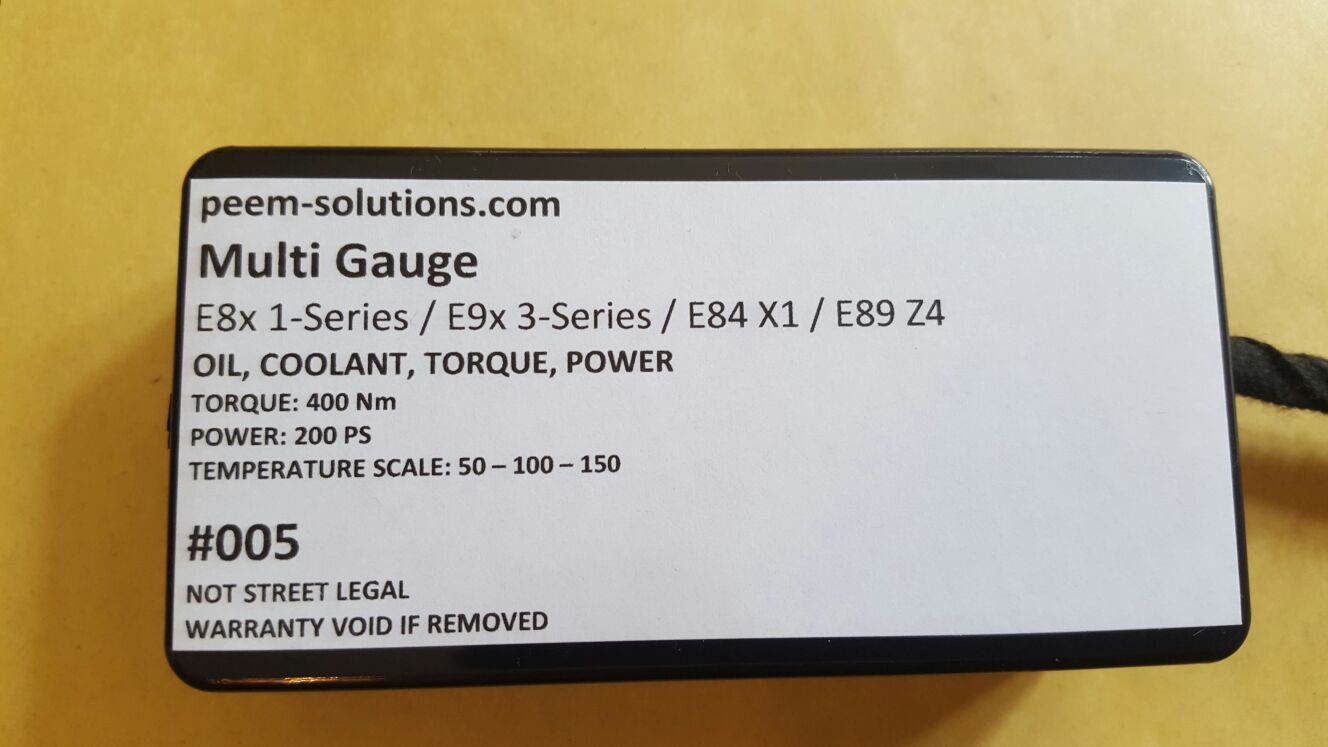 peem-solutions.com
Multi Gauge
E8x 1-Series / E9x 3-Series / E84 X1 / E89 Z4
OIL, COOLANT, TORQUE, POWER
TORQUE: 400 Nm
POWER: 200 PS
TEMPERATURE SCALE: 50 – 100 – 150
#005
NOT STREET LEGAL
WARRANTY VOID IF REMOVED